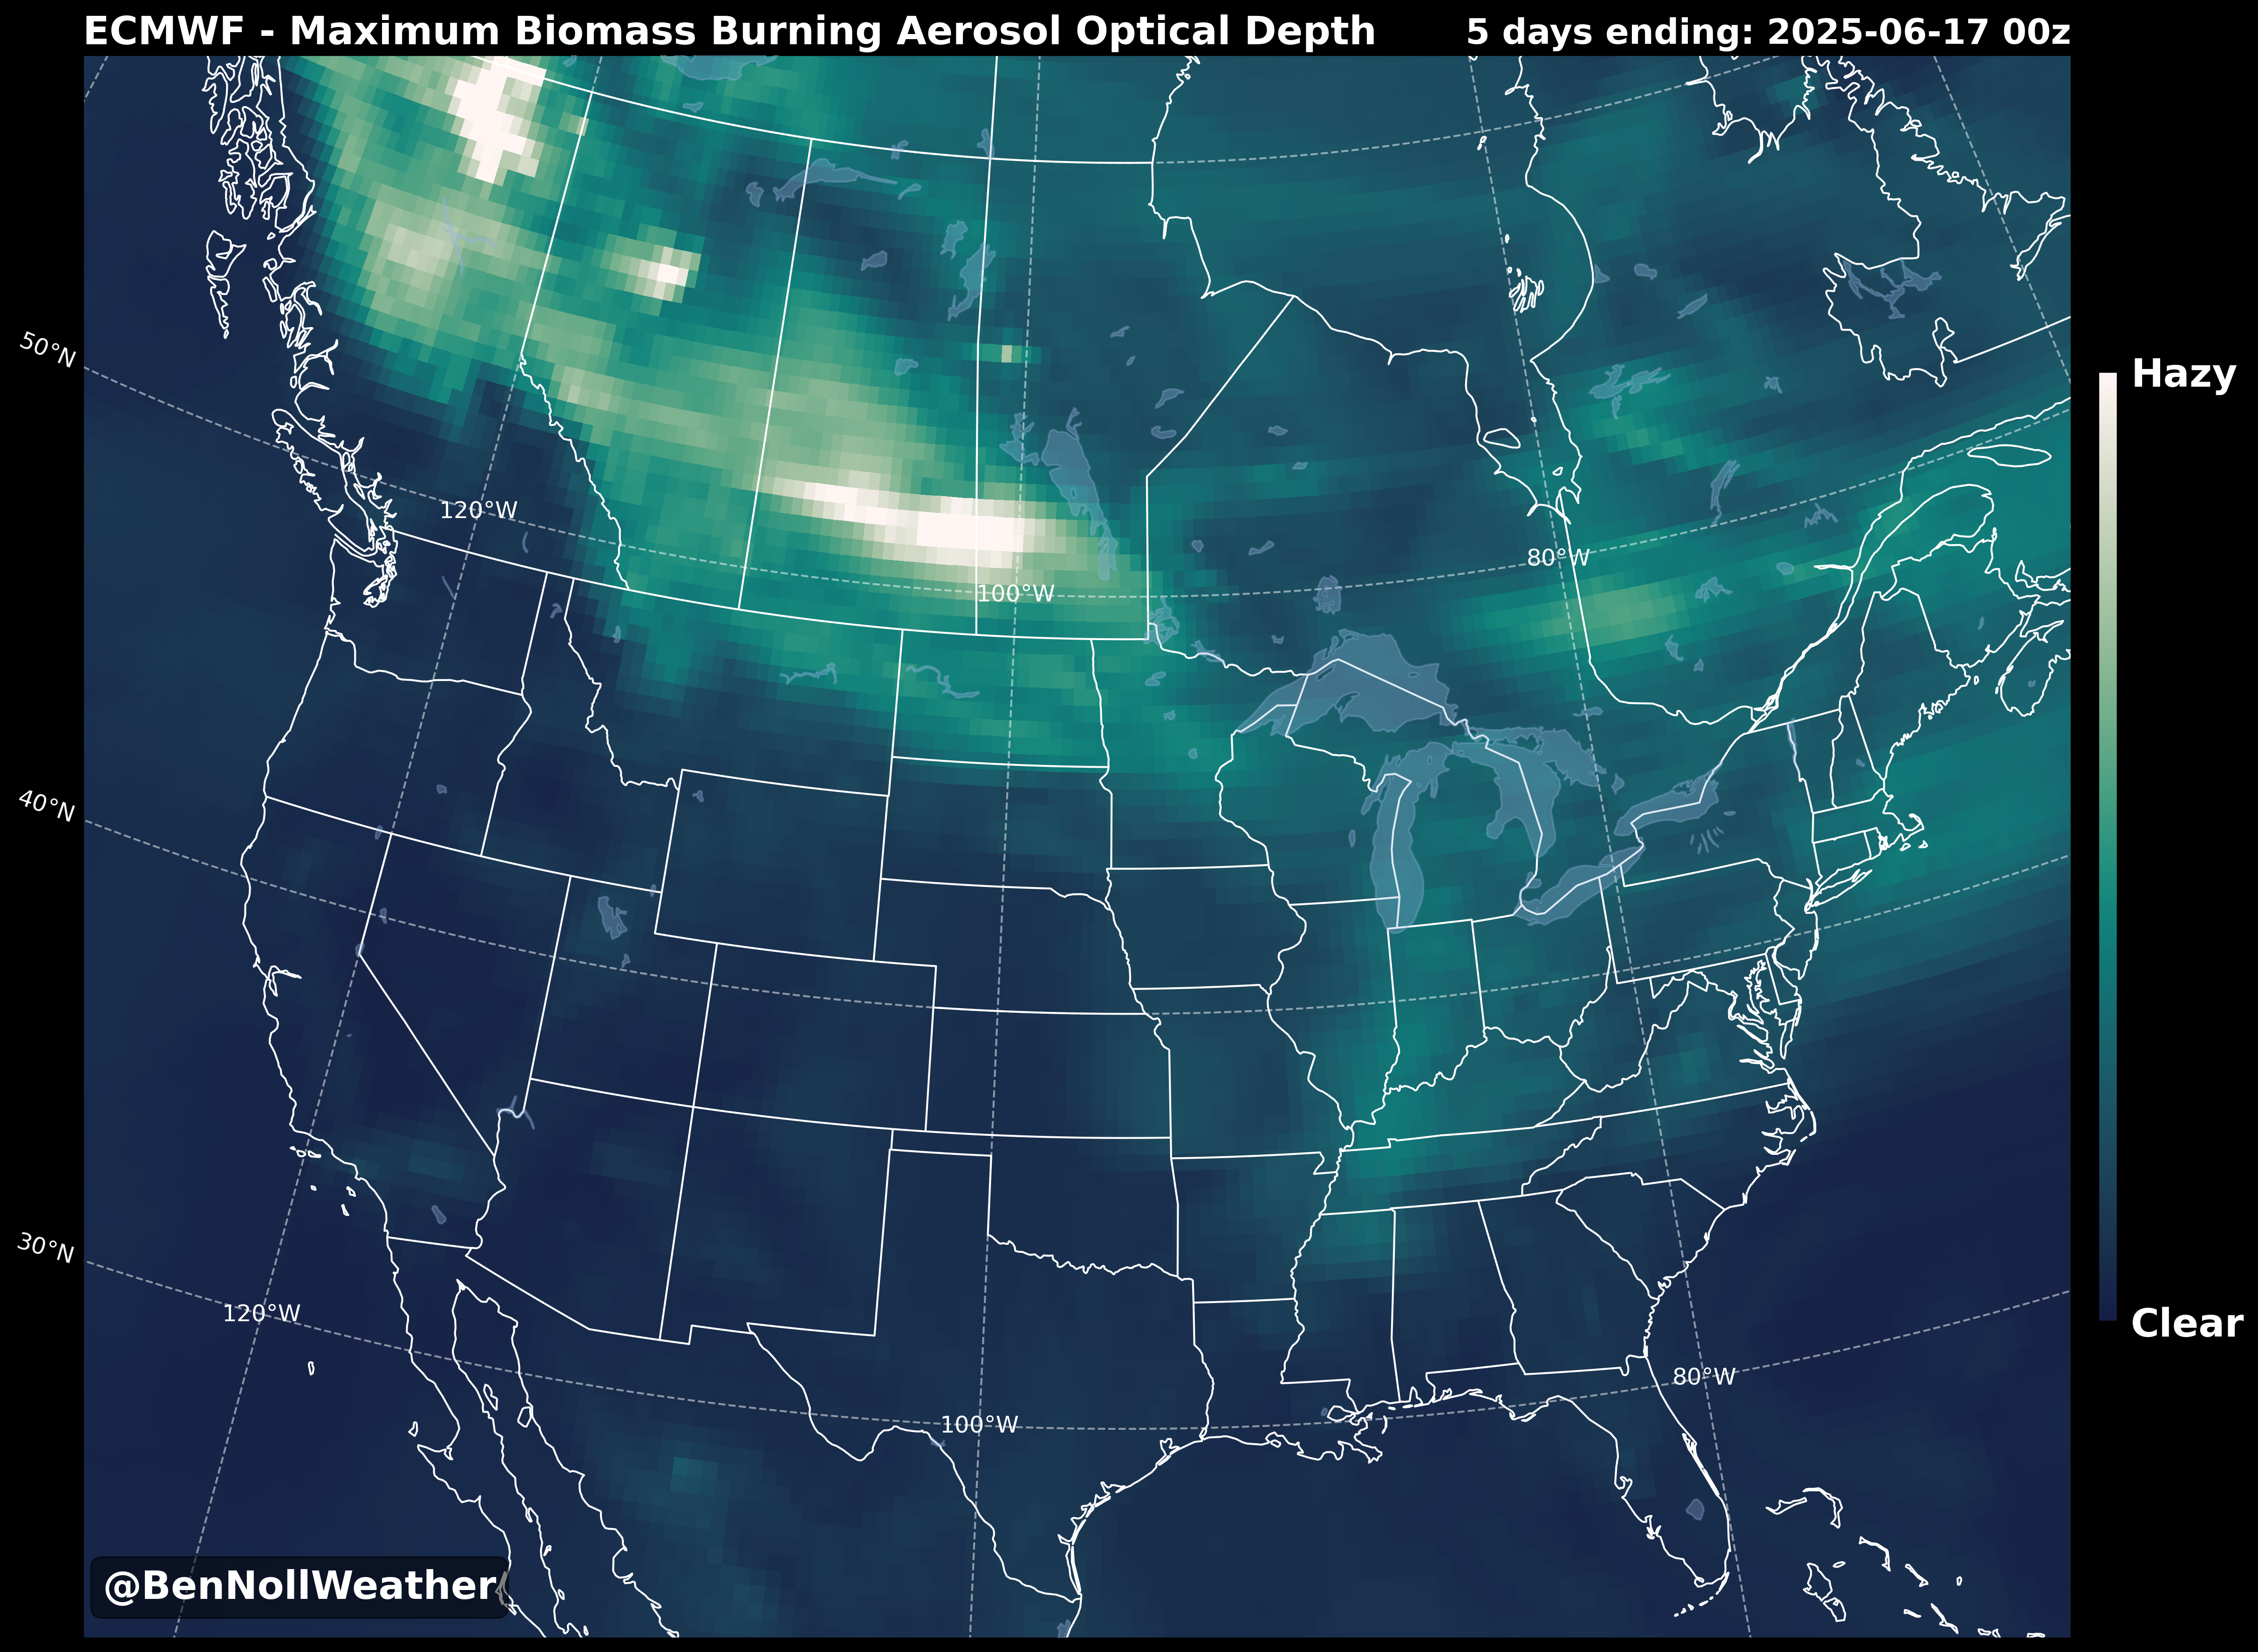 ECMWF - Maximum Biomass Burning Aerosol Optical Depth
5 days ending: 2025-06-17 00z
50°N
Hazy
120°W
80°W
100°W
40°N
30°N
120°W
Clear
80°W
100°W
@BenNollWeather